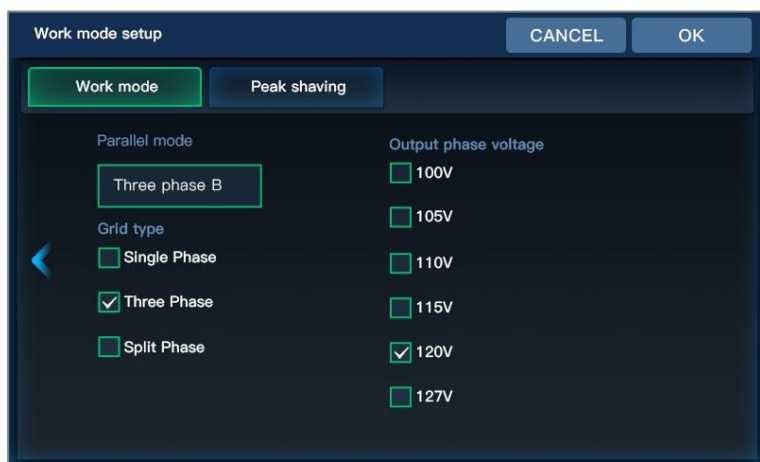 Work mode setup
CANCEL
OK
Work mode
Peak shaving
Parallel mode
Three phase B
Grid type
Single Phase
Three Phase
Split Phase
Output phase voltage
100V
105V
110V
115V
120V
127V